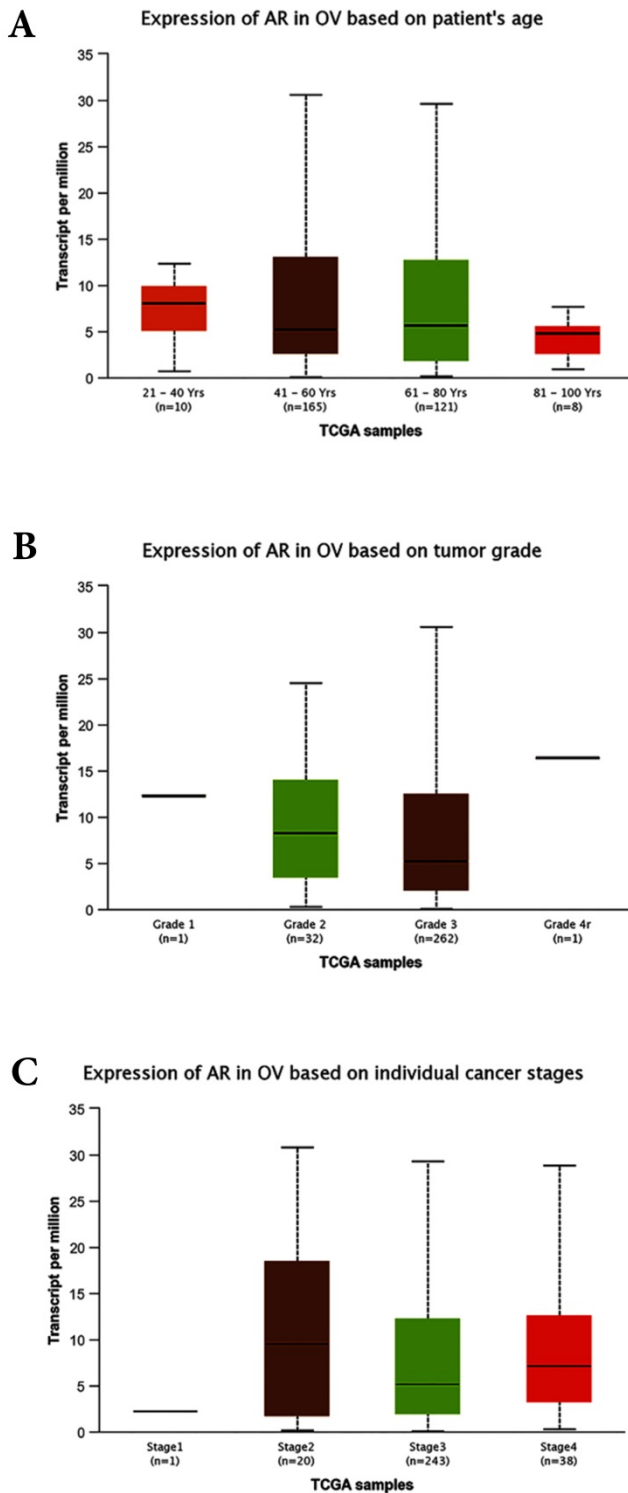 A
Expression of AR in OV based on patient's age
35
30
25
20
15
10
5
0
Transcript per million
21 – 40 Yrs
(n=10)
41 – 60 Yrs
(n=165)
61 – 80 Yrs
(n=121)
81 – 100 Yrs
(n=8)
TCGA samples
B
Expression of AR in OV based on tumor grade
35
30
25
20
15
10
5
0
Transcript per million
Grade 1
(n=1)
Grade 2
(n=32)
Grade 3
(n=262)
Grade 4r
(n=1)
TCGA samples
C
Expression of AR in OV based on individual cancer stages
35
30
25
20
15
10
5
0
Transcript per million
Stage1
(n=1)
Stage2
(n=20)
Stage3
(n=243)
Stage4
(n=38)
TCGA samples